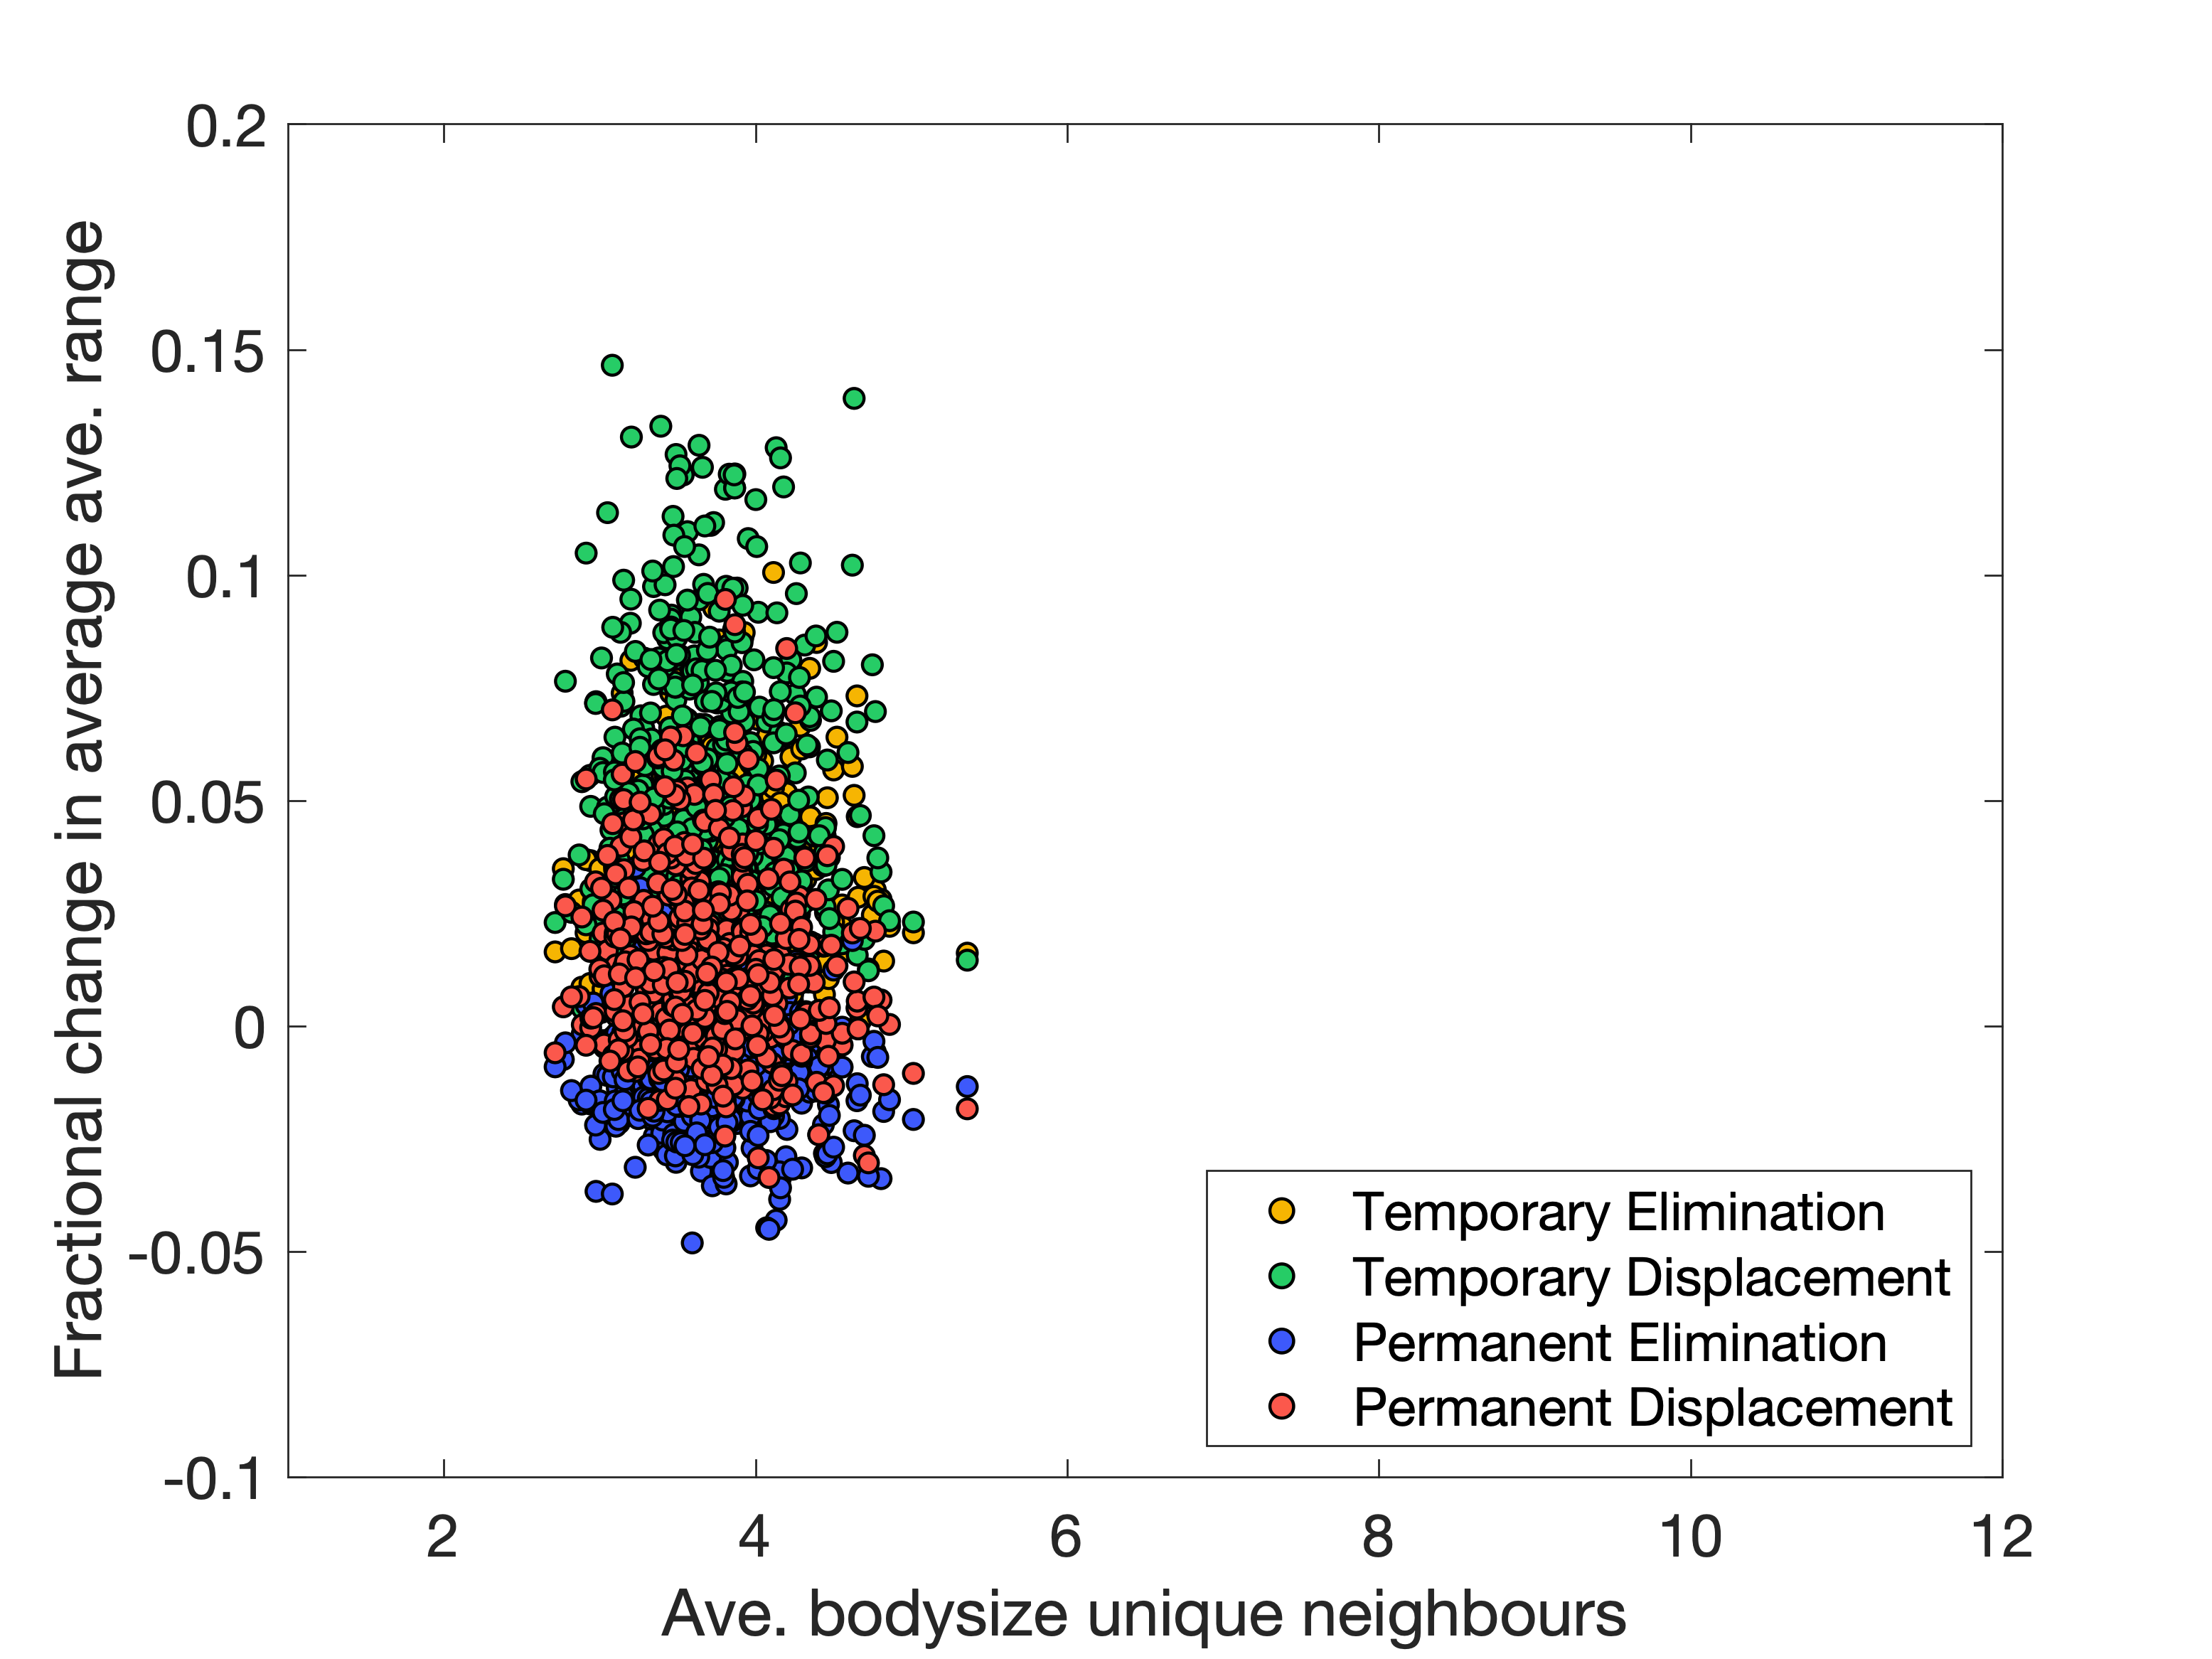 0.2
0.15
0.1
0.05
0
-0.05
-0.1
Fractional change in average ave. range
Temporary Elimination
Temporary Displacement
Permanent Elimination
Permanent Displacement
2 4 6 8 10 12
Ave. bodysize unique neighbours